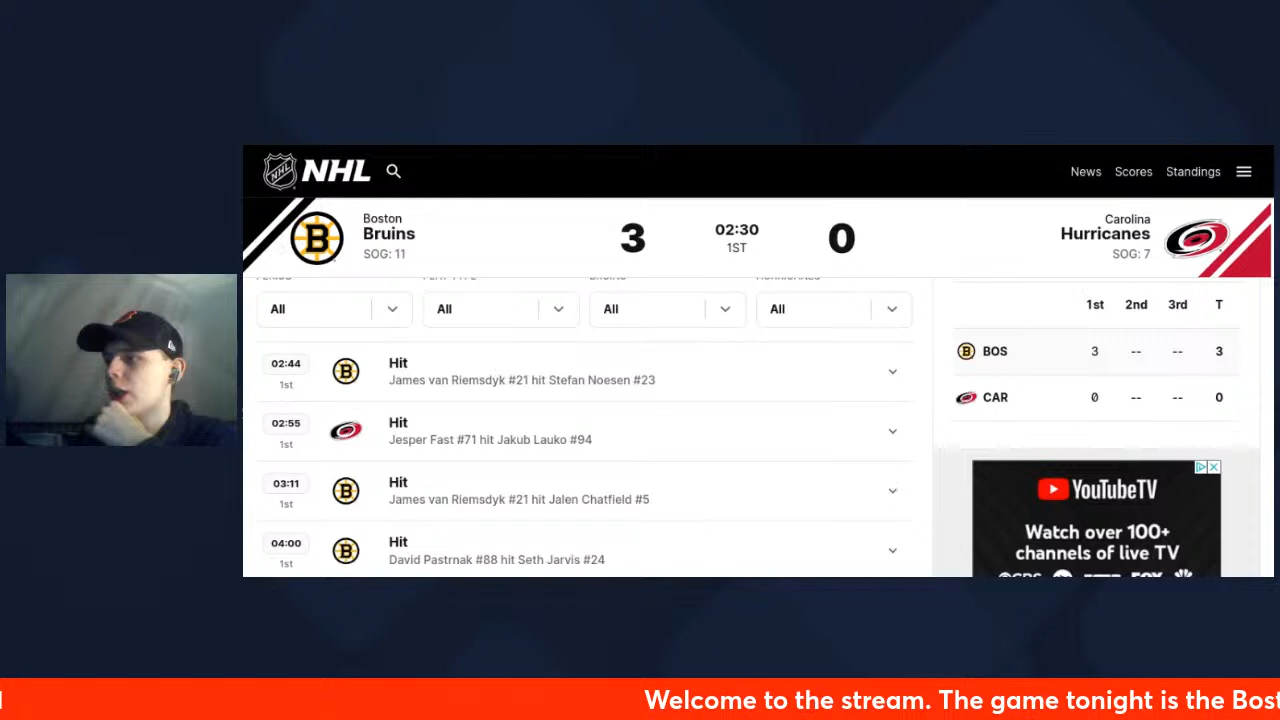 NHL
News Scores Standings
Boston
Bruins
SOG: 11
3
02:30
1ST
0
Carolina
Hurricanes
SOG: 7
All All All All
02:44
1st
Hit
James van Riemsdyk #21 hit Stefan Noesen #23
02:55
1st
Hit
Jesper Fast #71 hit Jakub Lauko #94
03:11
1st
Hit
James van Riemsdyk #21 hit Jalen Chatfield #5
04:00
1st
Hit
David Pastrnak #88 hit Seth Jarvis #24
1st 2nd 3rd T
BOS 3 -- -- 3
CAR 0 -- -- 0
YouTubeTV
Watch over 100+
channels of live TV
Welcome to the stream. The game tonight is the Bost